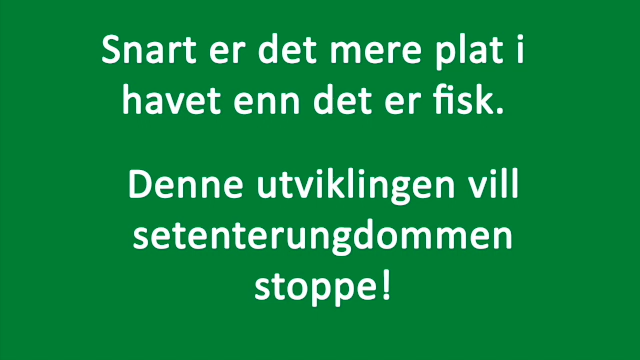 Snart er det mere plat i
havet enn det er fisk.
Denne utviklingen vill
setenterungdommen
stoppe!